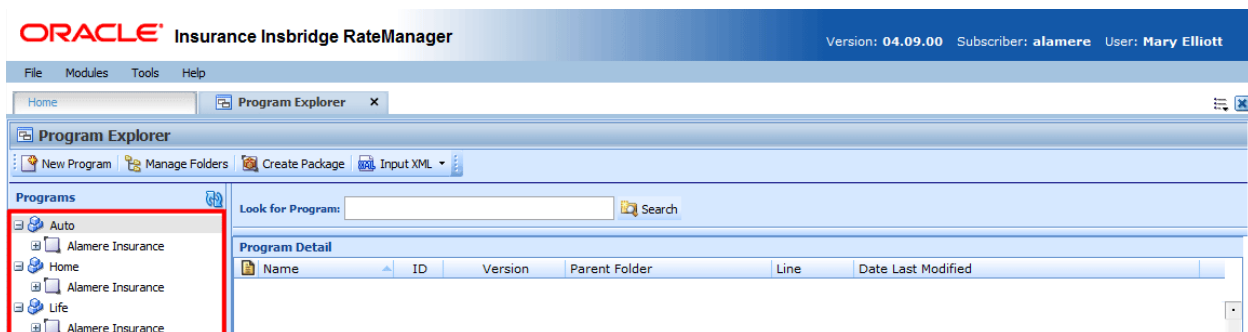 ORACLE Insurance Insbridge RateManager
Version: 04.09.00 Subscriber: alamere User: Mary Elliott
File Modules Tools Help
Home Program Explorer x
Program Explorer
New Program Manage Folders Create Package XML Input XML
Programs
Look for Program: Search
Auto
Alamere Insurance
Home
Alamere Insurance
Life
Alamere Insurance
Program Detail
Name ID Version Parent Folder Line Date Last Modified